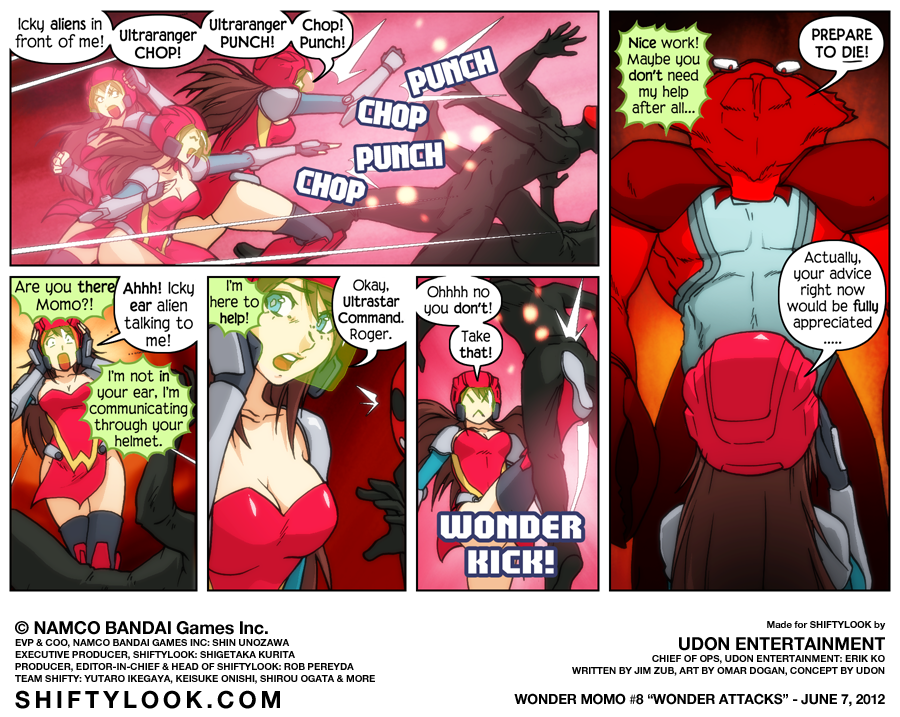 Icky aliens in
front of me!
Ultraranger
CHOP!
Ultraranger
PUNCH!
Chop!
Punch!
PUNCH
CHOP
PUNCH
CHOP
Are you there
Momo?!
Ahhh! Icky
ear alien
talking to
me!
I'm not in
your ear, I'm
communicating
through your
helmet.
I'm
here to
help!
Okay,
Ultrastar
Command.
Roger.
Ohhhh no
you don't!
Take
that!
WONDER
KICK!
Nice work!
Maybe you
don't need
my help
after all...
PREPARE
TO DIE!
Actually,
your advice
right now
would be fully
appreciated
.....
© NAMCO BANDAI Games Inc.
EVP & COO, NAMCO BANDAI GAMES INC: SHIN UNOZAWA
EXECUTIVE PRODUCER, SHIFTYLOOK: SHIGETAKA KURITA
PRODUCER, EDITOR-IN-CHIEF & HEAD OF SHIFTYLOOK: ROB PEREYDA
TEAM SHIFTY: YUTARO IKEGAYA, KEISUKE ONISHI, SHIROU OGATA & MORE
SHIFTYLOOK.COM
Made for SHIFTYLOOK by
UDON ENTERTAINMENT
CHIEF OF OPS, UDON ENTERTAINMENT: ERIK KO
WRITTEN BY JIM ZUB, ART BY OMAR DOGAN, CONCEPT BY UDON
WONDER MOMO #8 “WONDER ATTACKS” - JUNE 7, 2012